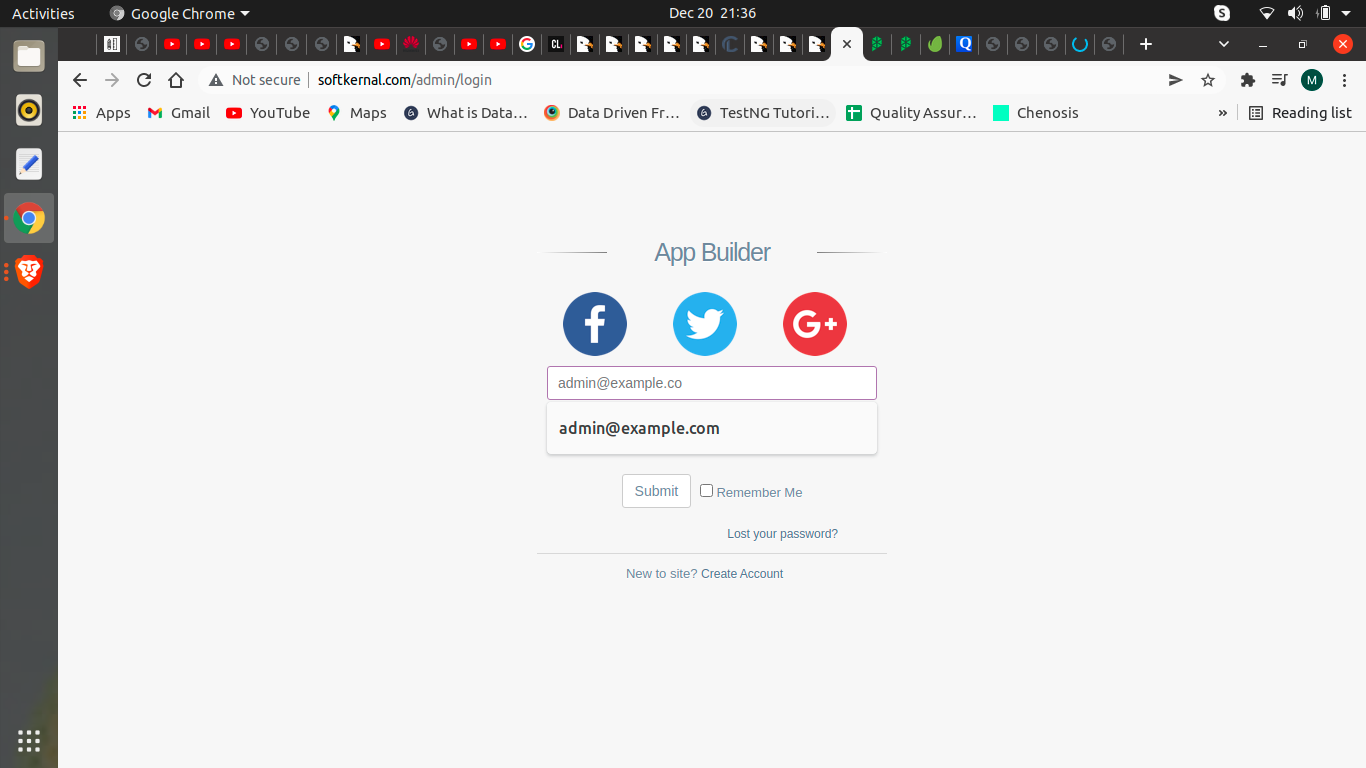 Activities Google Chrome Dec 20 21:36
Not secure softkernal.com/admin/login M
Apps Gmail YouTube Maps What is Data… Data Driven Fr… TestNG Tutori… Quality Assur… Chenosis » Reading list
App Builder
admin@example.co
admin@example.com
Submit Remember Me
Lost your password?
New to site? Create Account